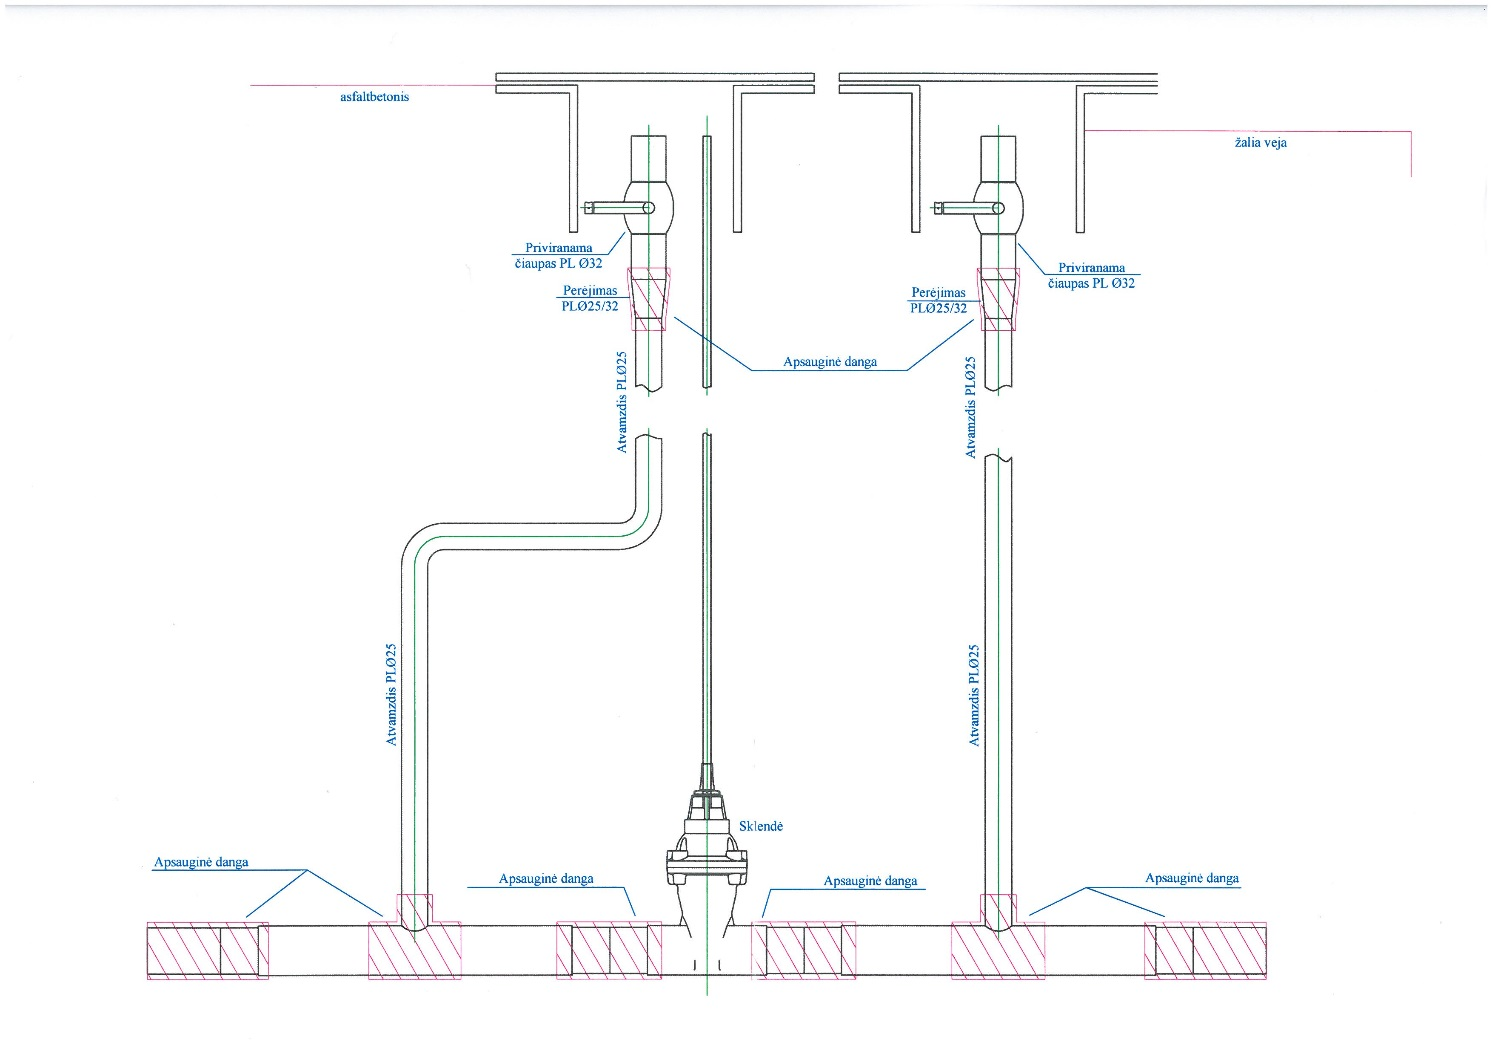 asfaltbetonis
žalia veja
Priviranama
čiaupas PL Ø32
Priviranama
čiaupas PL Ø32
Perėjimas
PLØ25/32
Perėjimas
PLØ25/32
Apsauginė danga
Atvamzdis PLØ25
Atvamzdis PLØ25
Atvamzdis PLØ25
Atvamzdis PLØ25
Sklendė
Apsauginė danga
Apsauginė danga
Apsauginė danga
Apsauginė danga